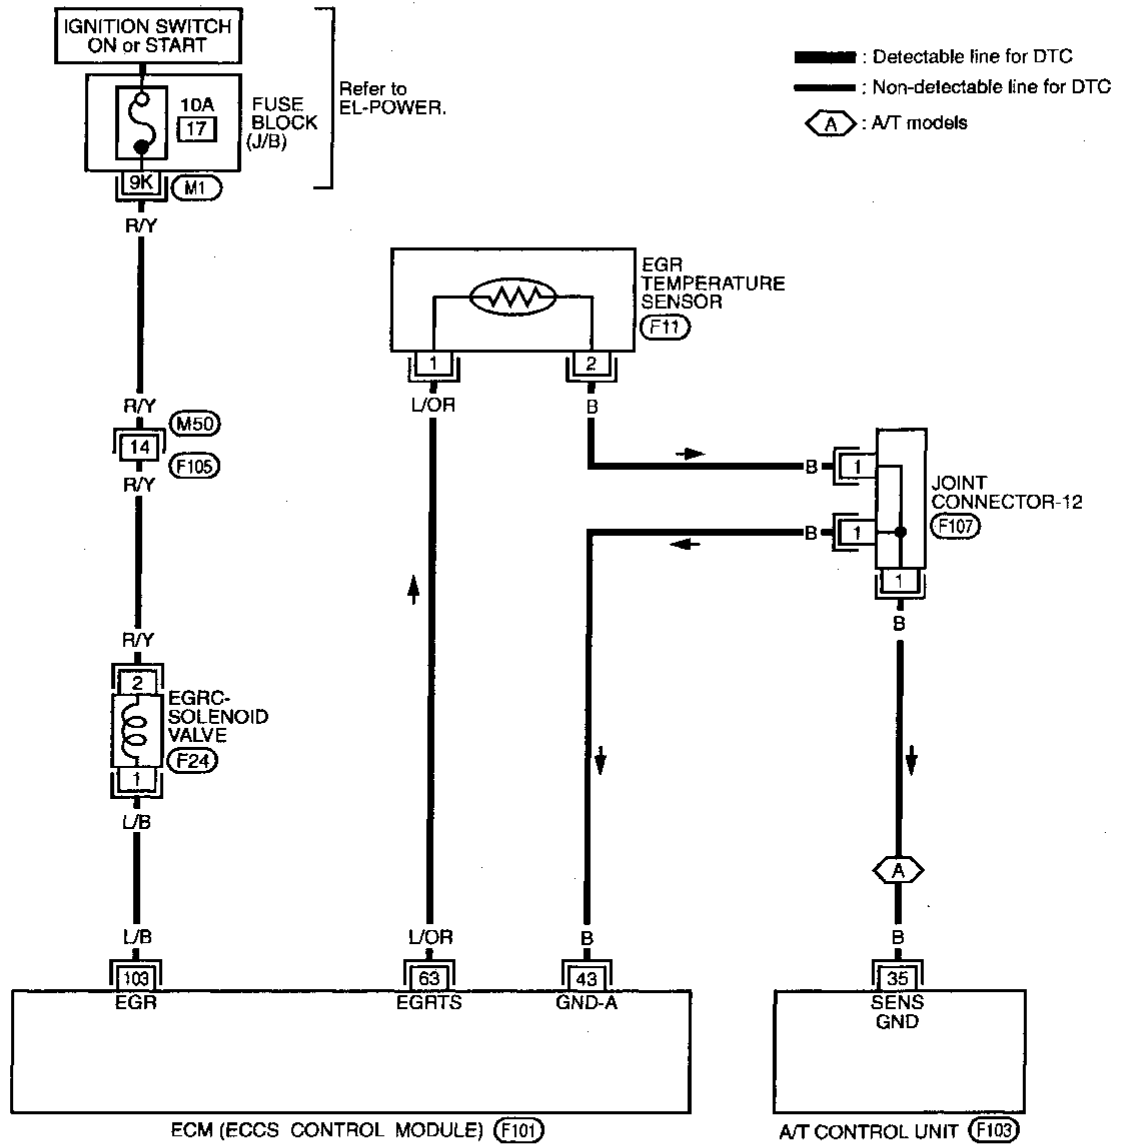 IGNITION SWITCH
ON or START
10A
17
FUSE
BLOCK
(J/B)
Refer to
EL-POWER.
9K
M1
R/Y
: Detectable line for DTC
: Non-detectable line for DTC
A : A/T models
EGR
TEMPERATURE
SENSOR
F11
1
2
L/OR
B
R/Y
M50
14
F105
R/Y
B
1
B
1
JOINT
CONNECTOR-12
F107
1
B
R/Y
2
EGRC-
SOLENOID
VALVE
F24
1
L/B
A
L/B
L/OR
B
B
103
63
43
35
EGR
EGRTS
GND-A
SENS
GND
ECM (ECCS CONTROL MODULE) F101
A/T CONTROL UNIT F103